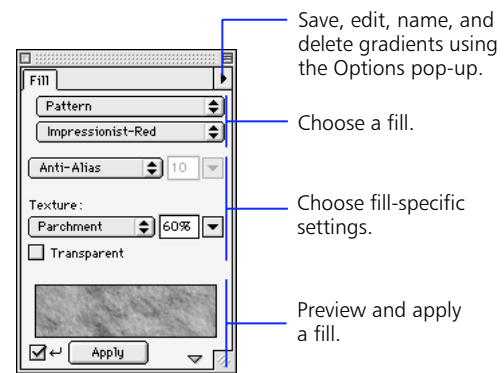 Save, edit, name, and
delete gradients using
the Options pop-up.
Fill
Pattern
Impressionist-Red
Choose a fill.
Anti-Alias 10
Texture:
Parchment 60%
Transparent
Choose fill-specific
settings.
Preview and apply
a fill.
Apply